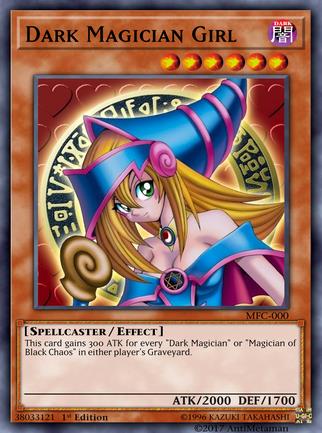 Dark Magician Girl
DARK
闇
MFC-000
[Spellcaster / Effect]
This card gains 300 ATK for every "Dark Magician" or "Magician of
Black Chaos" in either player's Graveyard.
ATK/2000 DEF/1700
38033121 1st Edition
©1996 KAZUKI TAKAHASHI
©2017 AntiMetaman